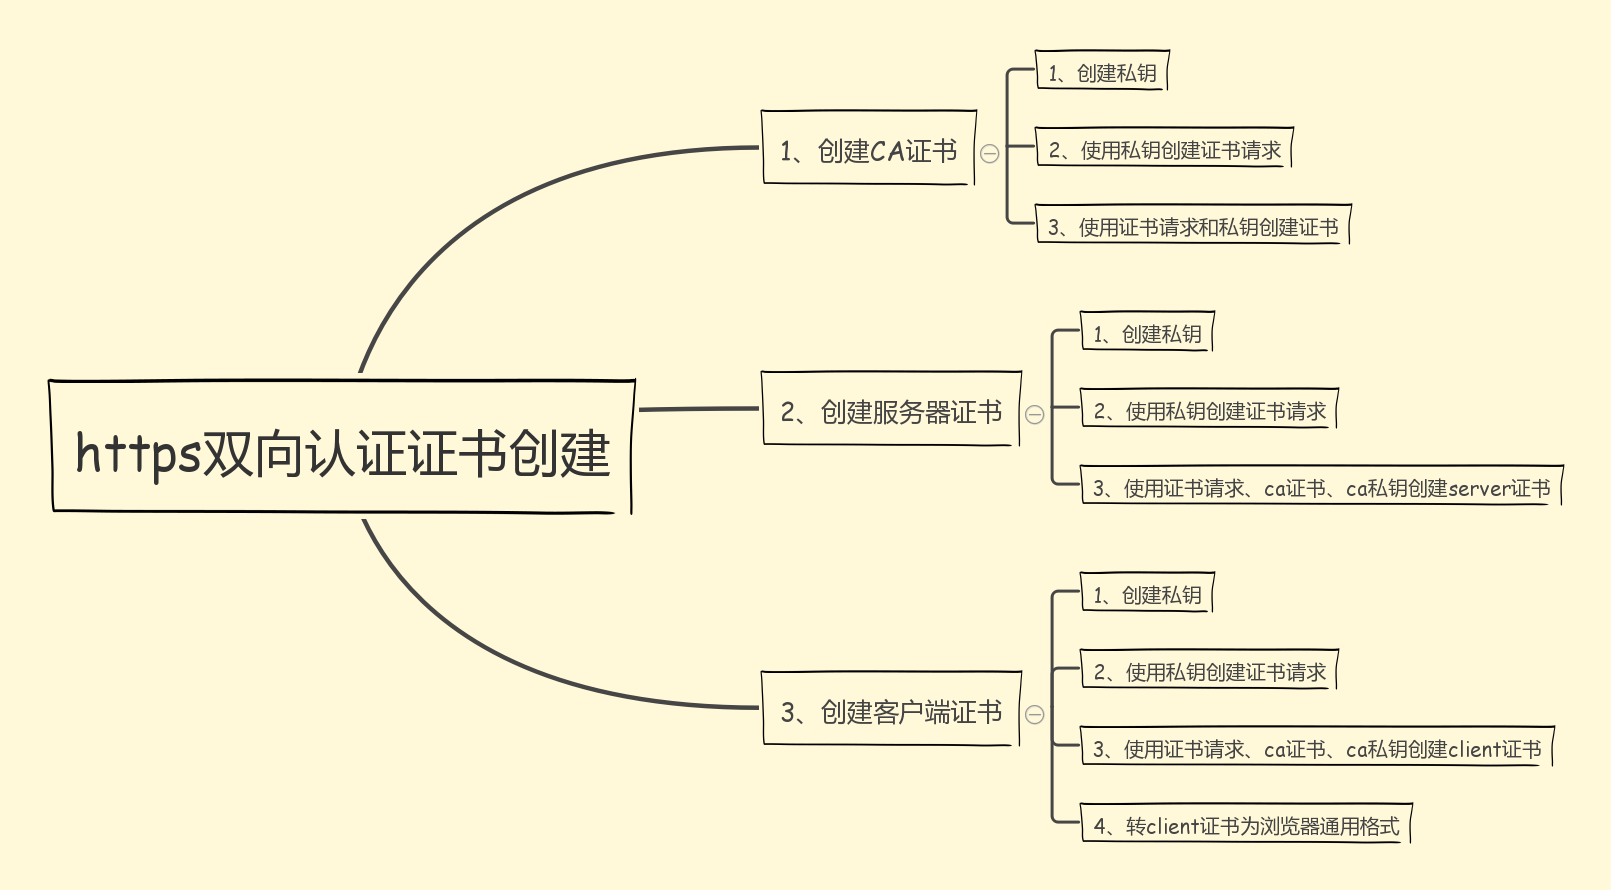 https双向认证证书创建
1、创建CA证书
1、创建私钥
2、使用私钥创建证书请求
3、使用证书请求和私钥创建证书
2、创建服务器证书
1、创建私钥
2、使用私钥创建证书请求
3、使用证书请求、ca证书、ca私钥创建server证书
3、创建客户端证书
1、创建私钥
2、使用私钥创建证书请求
3、使用证书请求、ca证书、ca私钥创建client证书
4、转client证书为浏览器通用格式